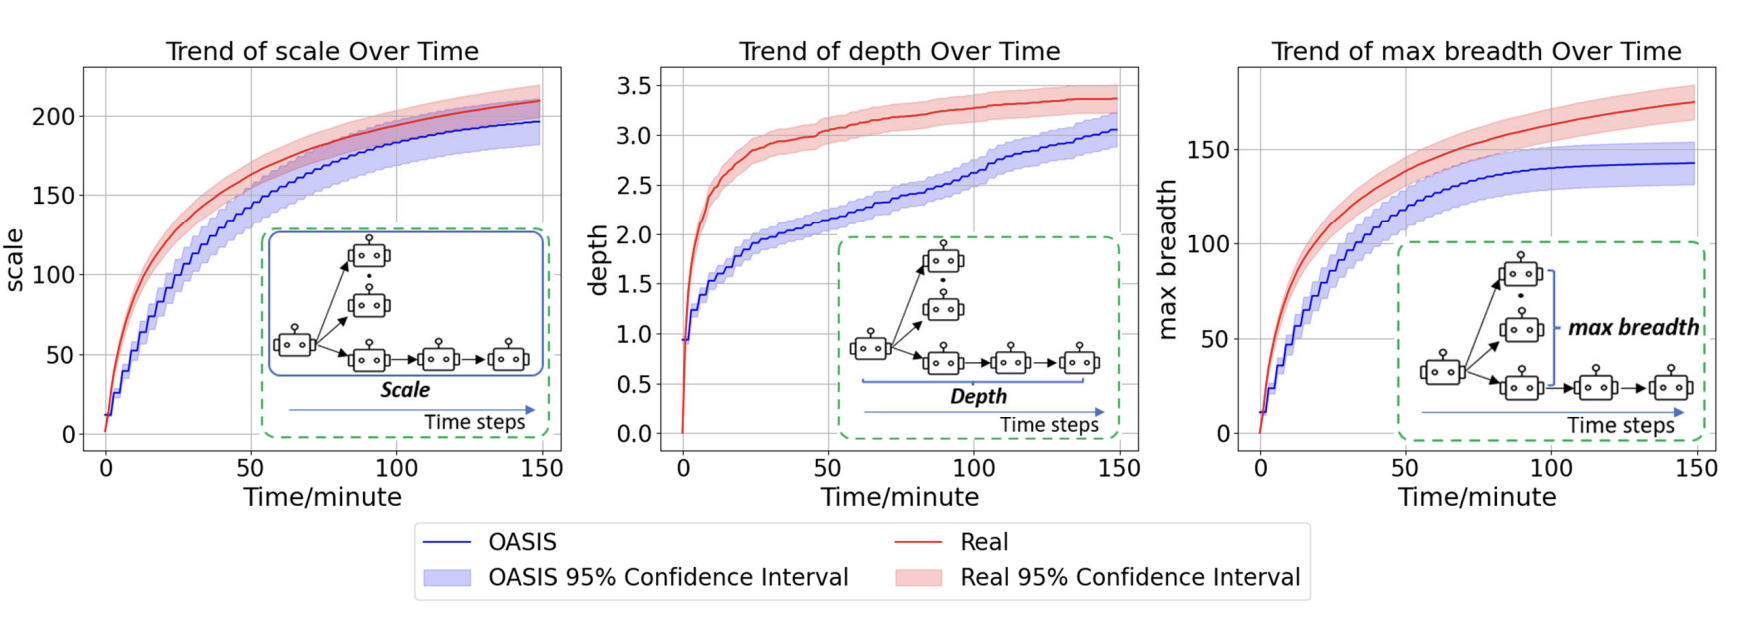 Trend of scale Over Time
scale
200
150
100
50
0
Scale
Time steps
0 50 100 150
Time/minute
Trend of depth Over Time
depth
3.5
3.0
2.5
2.0
1.5
1.0
0.5
0.0
Depth
Time steps
0 50 100 150
Time/minute
Trend of max breadth Over Time
max breadth
150
100
50
0
max breadth
Time steps
0 50 100 150
Time/minute
OASIS
OASIS 95% Confidence Interval
Real
Real 95% Confidence Interval